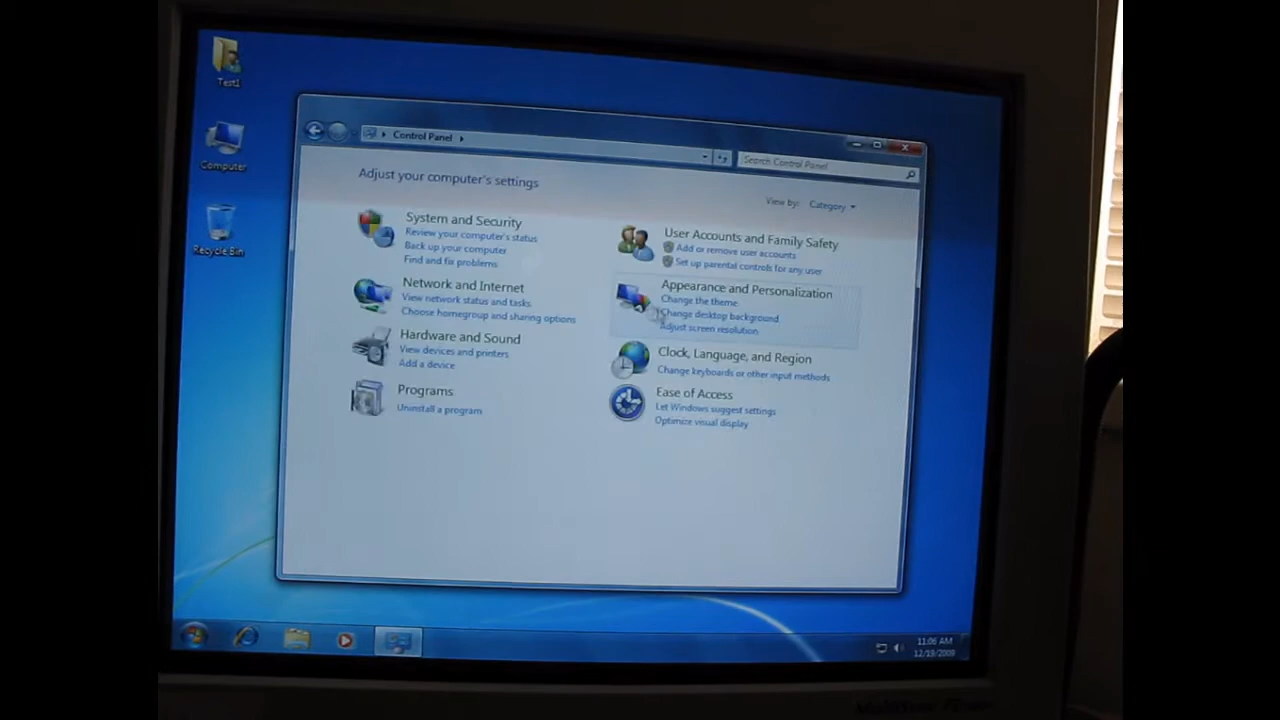 Test1
Computer
Recycle Bin
Control Panel
Search Control Panel
Adjust your computer's settings
View by: Category
System and Security
Review your computer's status
Back up your computer
Find and fix problems
Network and Internet
View network status and tasks
Choose homegroup and sharing options
Hardware and Sound
View devices and printers
Add a device
Programs
Uninstall a program
User Accounts and Family Safety
Add or remove user accounts
Set up parental controls for any user
Appearance and Personalization
Change the theme
Change desktop background
Adjust screen resolution
Clock, Language, and Region
Change keyboards or other input methods
Ease of Access
Let Windows suggest settings
Optimize visual display
11:06 AM
12/19/2009